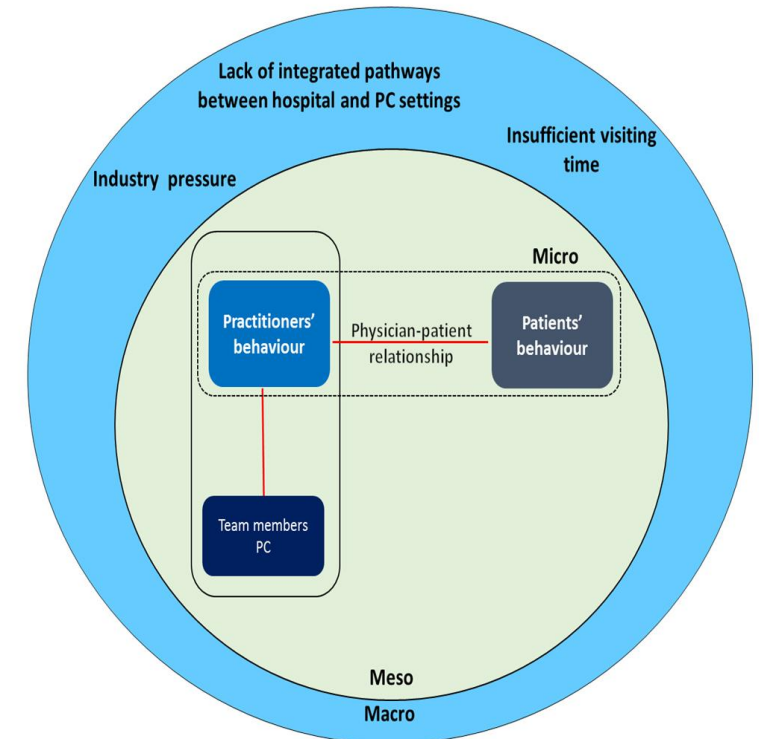 Lack of integrated pathways
between hospital and PC settings
Insufficient visiting
time
Industry pressure
Micro
Practitioners’
behaviour
Physician-patient
relationship
Patients’
behaviour
Team members
PC
Meso
Macro